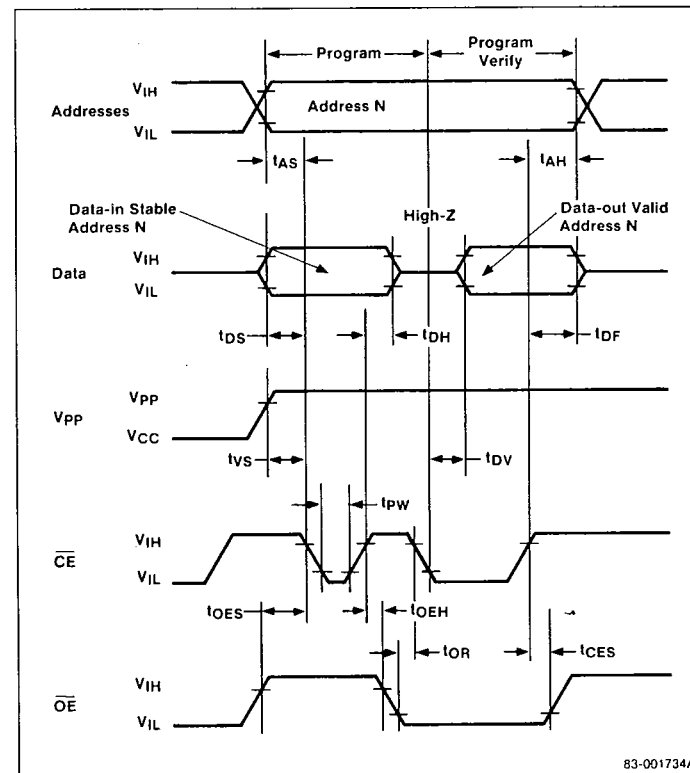 Program
Program
Verify
Addresses
VIH
Address N
VIL
tAS
tAH
Data-in Stable
Address N
High-Z
Data-out Valid
Address N
Data
VIH
VIL
tDS
tDH
tDF
VPP
VPP
VCC
tVS
tDV
tPW
CE
VIH
VIL
tOES
tOEH
tOR
tCES
OE
VIH
VIL
83-001734A